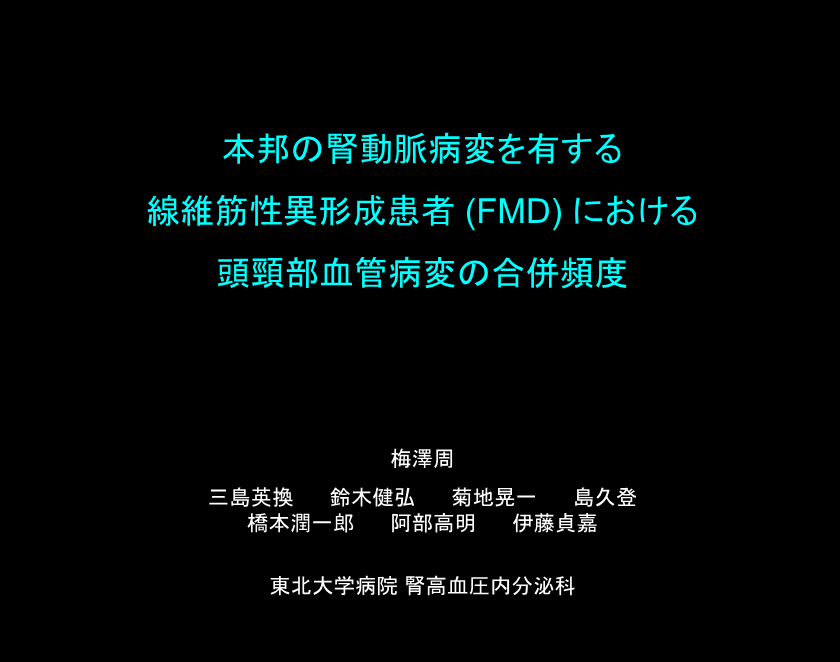 本邦の腎動脈病変を有する
線維筋性異形成患者 (FMD) における
頭頸部血管病変の合併頻度
梅澤周
三島英換 鈴木健弘 菊地晃一 島久登
橋本潤一郎 阿部高明 伊藤貞嘉
東北大学病院 腎高血圧内分泌科